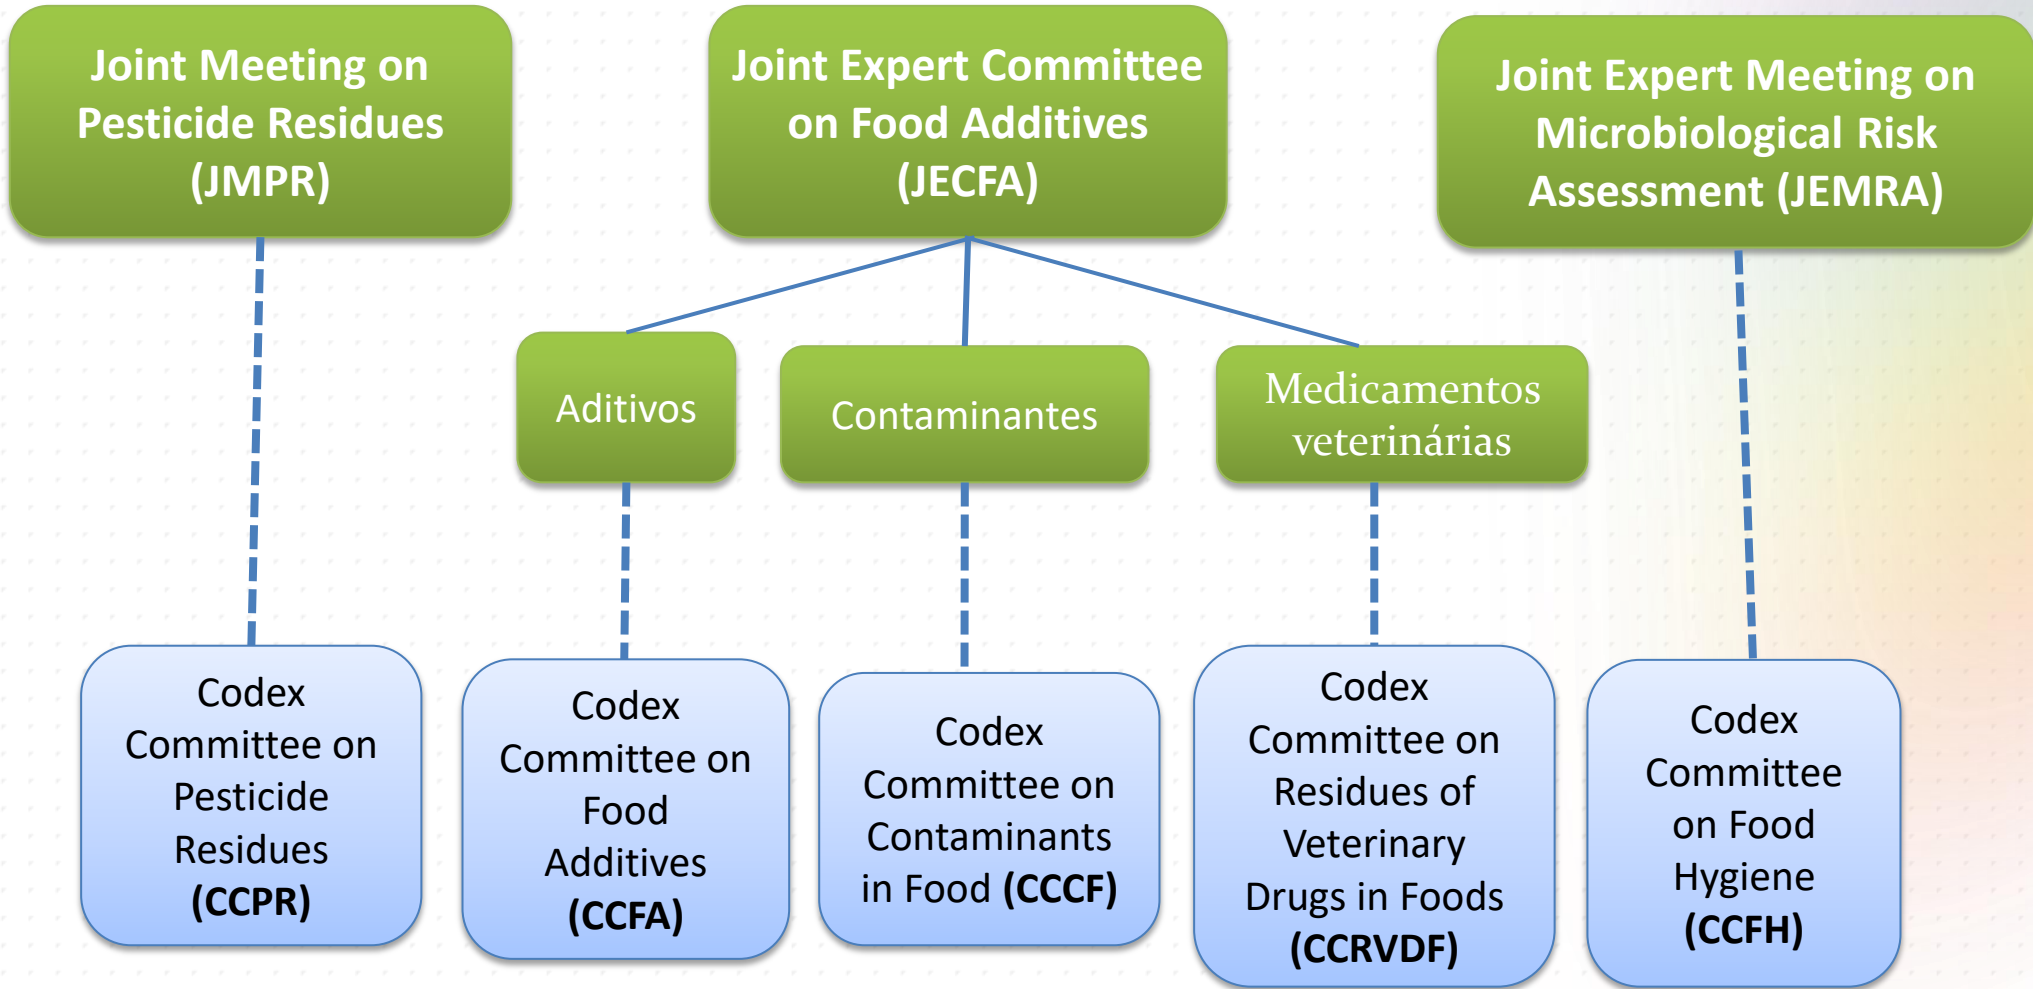 Joint Meeting on
Pesticide Residues
(JMPR)
Joint Expert Committee
on Food Additives
(JECFA)
Joint Expert Meeting on
Microbiological Risk
Assessment (JEMRA)
Aditivos
Contaminantes
Medicamentos
veterinárias
Codex
Committee on
Pesticide
Residues
(CCPR)
Codex
Committee on
Food
Additives
(CCFA)
Codex
Committee on
Contaminants
in Food (CCCF)
Codex
Committee on
Residues of
Veterinary
Drugs in Foods
(CCRVDF)
Codex
Committee
on Food
Hygiene
(CCFH)